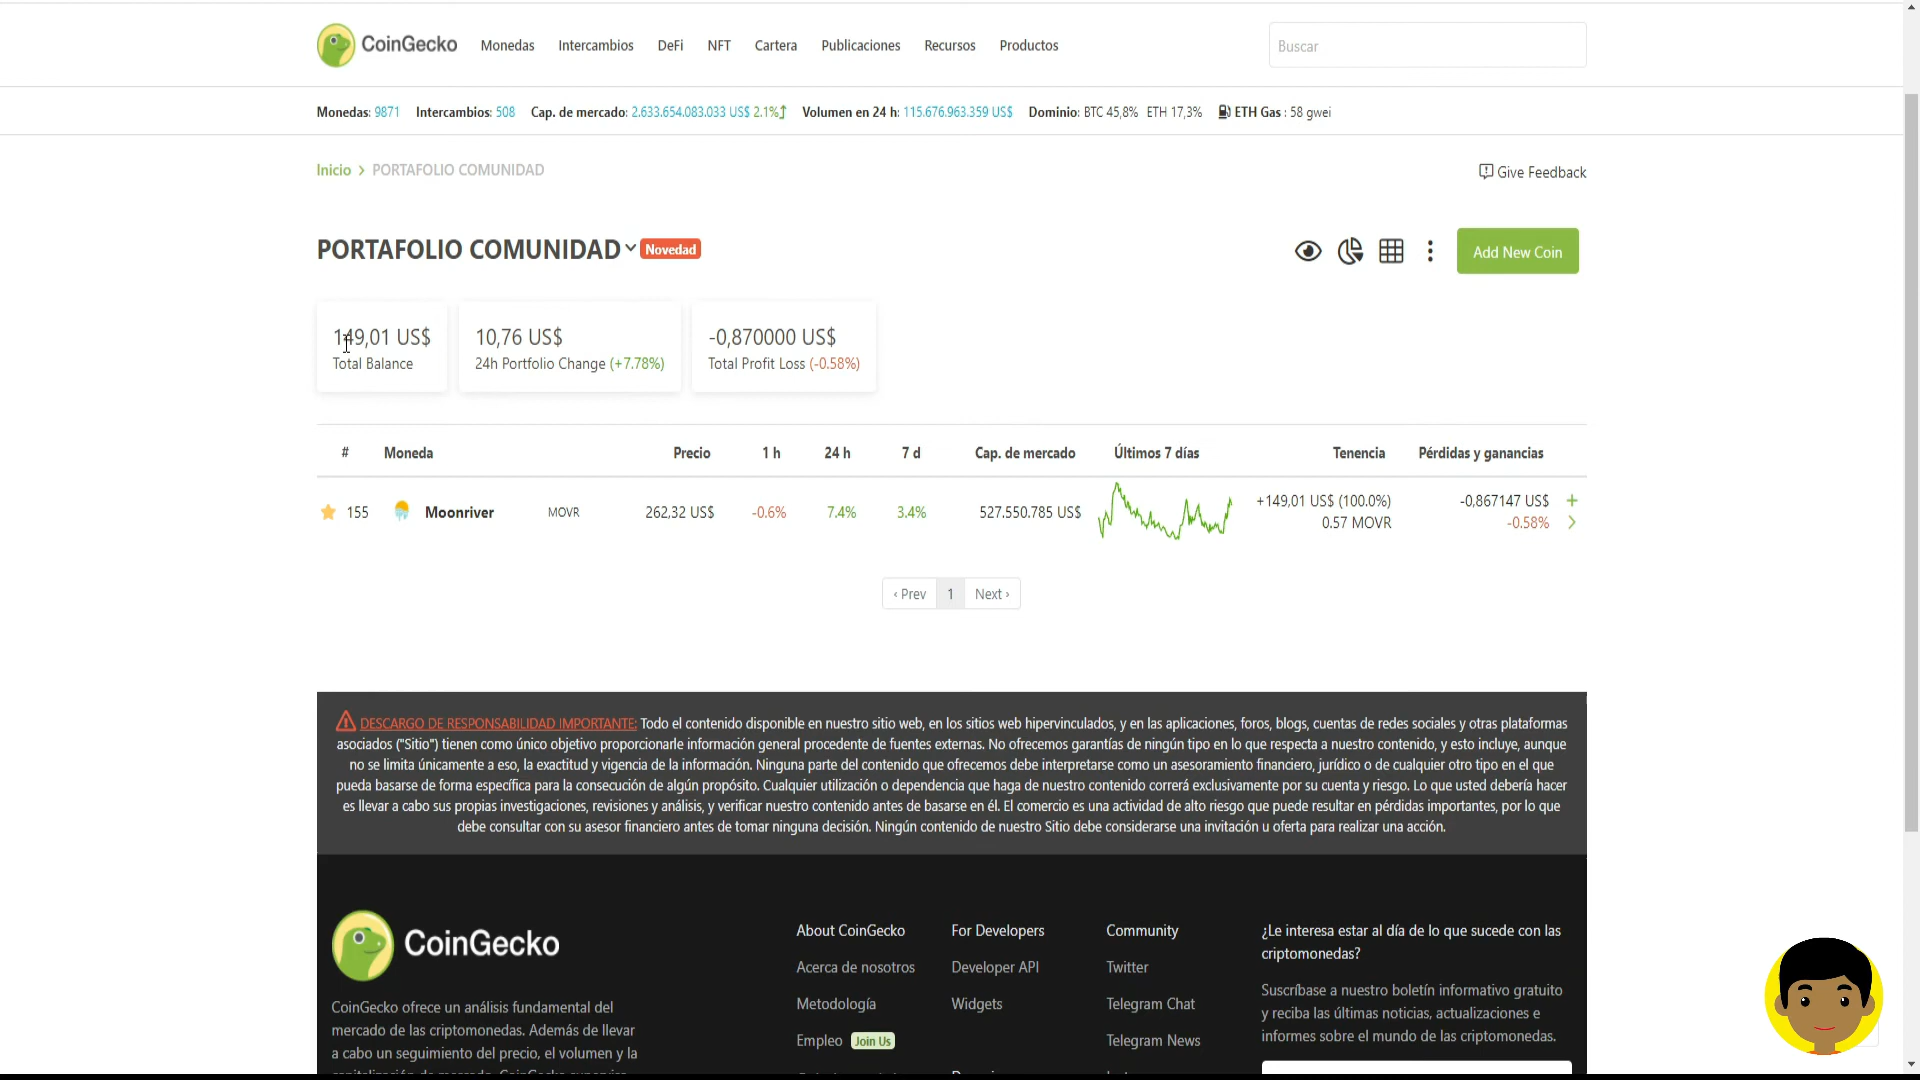 CoinGecko Monedas Intercambios DeFi NFT Cartera Publicaciones Recursos Productos Buscar
Monedas: 9871 Intercambios: 508 Cap. de mercado: 2.633.654.083.033 US$ 2.1% Volumen en 24 h: 115.676.963.359 US$ Dominio: BTC 45,8% ETH 17,3% ETH Gas : 58 gwei
Inicio > PORTAFOLIO COMUNIDAD Give Feedback
PORTAFOLIO COMUNIDAD Novedad Add New Coin
149,01 US$ 10,76 US$ -0,870000 US$
Total Balance 24h Portfolio Change (+7.78%) Total Profit Loss (-0.58%)
# Moneda Precio 1 h 24 h 7 d Cap. de mercado Últimos 7 días Tenencia Pérdidas y ganancias
155 Moonriver MOVR 262,32 US$ -0.6% 7.4% 3.4% 527.550.785 US$ +149,01 US$ (100.0%) -0,867147 US$ +
0.57 MOVR -0.58% >
‹ Prev 1 Next ›
DESCARGO DE RESPONSABILIDAD IMPORTANTE: Todo el contenido disponible en nuestro sitio web, en los sitios web hipervinculados, y en las aplicaciones, foros, blogs, cuentas de redes sociales y otras plataformas
asociados ("Sitio") tienen como único objetivo proporcionarle información general procedente de fuentes externas. No ofrecemos garantías de ningún tipo en lo que respecta a nuestro contenido, y esto incluye, aunque
no se limita únicamente a eso, la exactitud y vigencia de la información. Ninguna parte del contenido que ofrecemos debe interpretarse como un asesoramiento financiero, jurídico o de cualquier otro tipo en el que
pueda basarse de forma específica para la consecución de algún propósito. Cualquier utilización o dependencia que haga de nuestro contenido correrá exclusivamente por su cuenta y riesgo. Lo que usted debería hacer
es llevar a cabo sus propias investigaciones, revisiones y análisis, y verificar nuestro contenido antes de basarse en él. El comercio es una actividad de alto riesgo que puede resultar en pérdidas importantes, por lo que
debe consultar con su asesor financiero antes de tomar ninguna decisión. Ningún contenido de nuestro Sitio debe considerarse una invitación u oferta para realizar una acción.
CoinGecko
CoinGecko ofrece un análisis fundamental del
mercado de las criptomonedas. Además de llevar
a cabo un seguimiento del precio, el volumen y la
About CoinGecko
Acerca de nosotros
Metodología
Empleo Join Us
For Developers
Developer API
Widgets
Community
Twitter
Telegram Chat
Telegram News
¿Le interesa estar al día de lo que sucede con las
criptomonedas?
Suscríbase a nuestro boletín informativo gratuito
y reciba las últimas noticias, actualizaciones e
informes sobre el mundo de las criptomonedas.